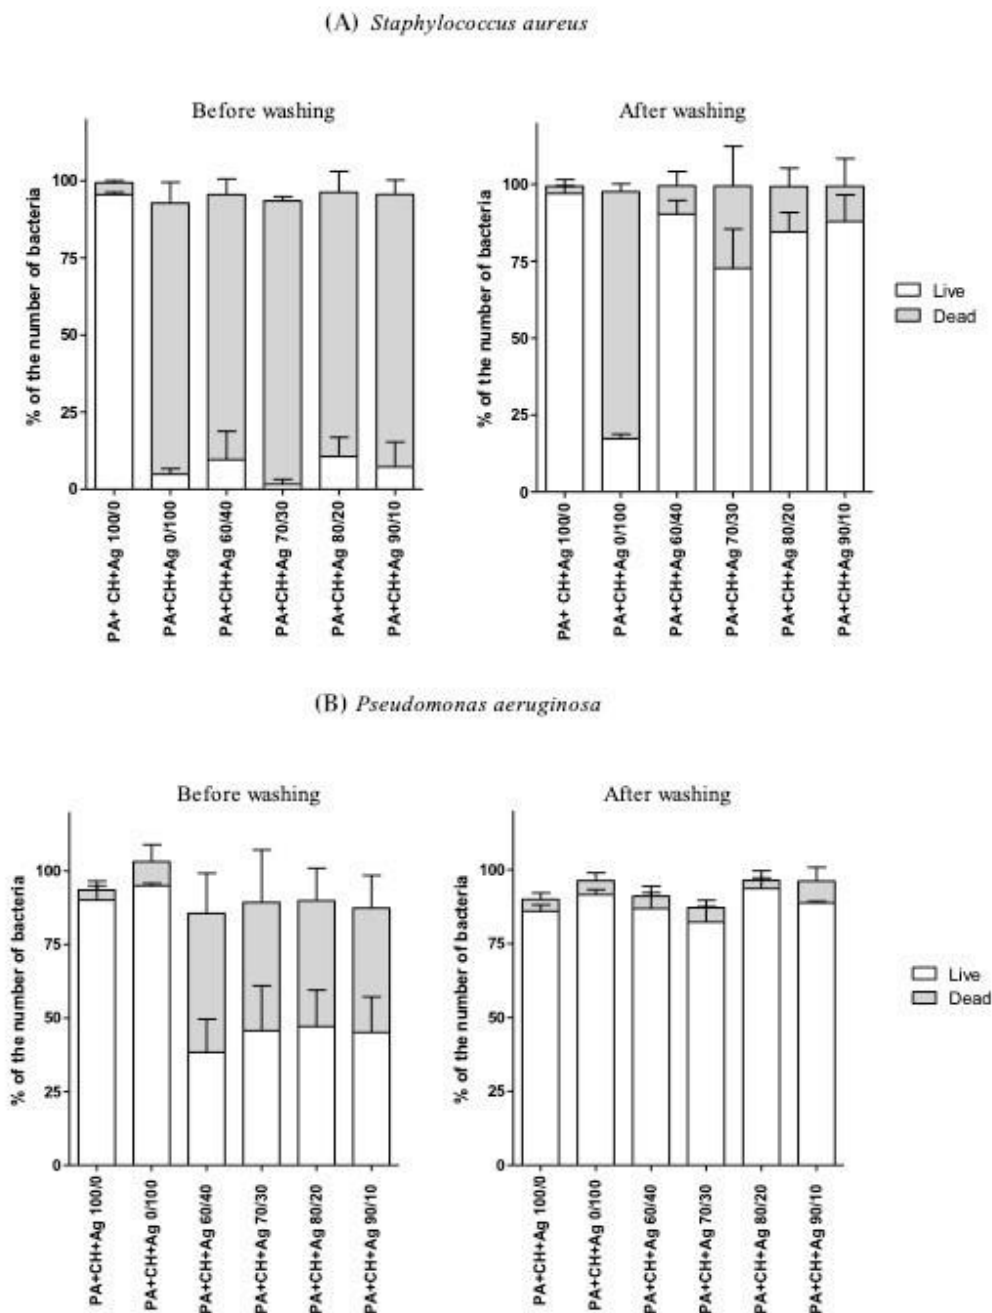 (A) Staphylococcus aureus
Before washing
% of the number of bacteria
100
75
50
25
0
PA+ CH+Ag 100/0
PA+CH+Ag 0/100
PA+CH+Ag 60/40
PA+CH+Ag 70/30
PA+CH+Ag 80/20
PA+CH+Ag 90/10
After washing
% of the number of bacteria
100
75
50
25
0
PA+ CH+Ag 100/0
PA+CH+Ag 0/100
PA+CH+Ag 60/40
PA+CH+Ag 70/30
PA+CH+Ag 80/20
PA+CH+Ag 90/10
Live
Dead
(B) Pseudomonas aeruginosa
Before washing
% of the number of bacteria
100
75
50
25
0
PA+CH+Ag 100/0
PA+CH+Ag 0/100
PA+CH+Ag 60/40
PA+CH+Ag 70/30
PA+CH+Ag 80/20
PA+CH+Ag 90/10
After washing
% of the number of bacteria
100
75
50
25
0
PA+CH+Ag 100/0
PA+CH+Ag 0/100
PA+CH+Ag 60/40
PA+CH+Ag 70/30
PA+CH+Ag 80/20
PA+CH+Ag 90/10
Live
Dead